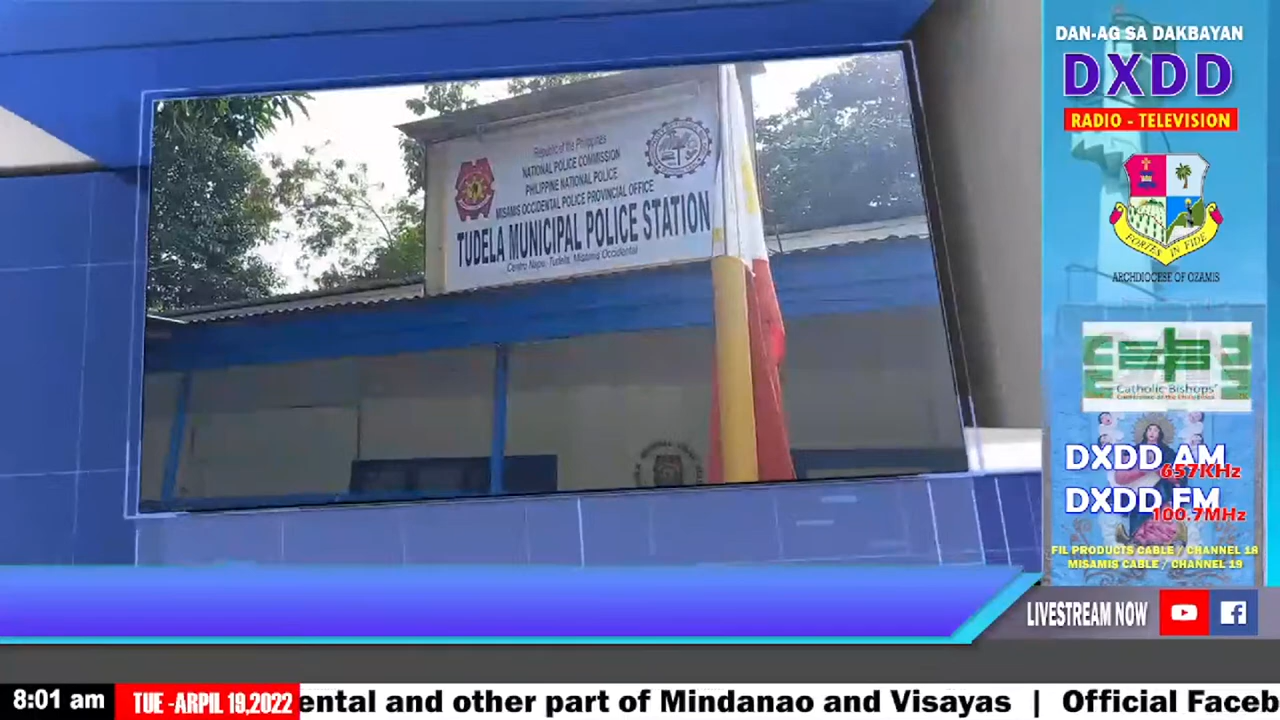 Republic of the Philippines
NATIONAL POLICE COMMISSION
PHILIPPINE NATIONAL POLICE
MISAMIS OCCIDENTAL POLICE PROVINCIAL OFFICE
TUDELA MUNICIPAL POLICE STATION
Centro Napu, Tudela, Misamis Occidental
DAN-AG SA DAKBAYAN
DXDD
RADIO - TELEVISION
FORTES IN FIDE
ARCHDIOCESE OF OZAMIS
Catholic Bishops'
DXDD AM
657KHz
DXDD FM
100.7MHz
FIL PRODUCTS CABLE / CHANNEL 18
MISAMIS CABLE / CHANNEL 19
LIVESTREAM NOW
8:01 am
TUE -ARPIL 19,2022
ental and other part of Mindanao and Visayas | Official Faceb